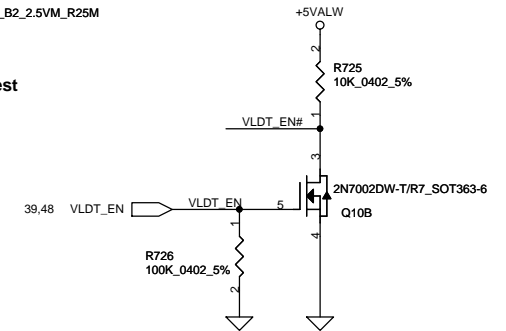 _B2_2.5VM_R25M
+5VALW
est
2
R725
10K_0402_5%
1
VLDT_EN#
3
2N7002DW-T/R7_SOT363-6
39,48 VLDT_EN VLDT_EN 5
Q10B
1
4
R726
100K_0402_5%
2